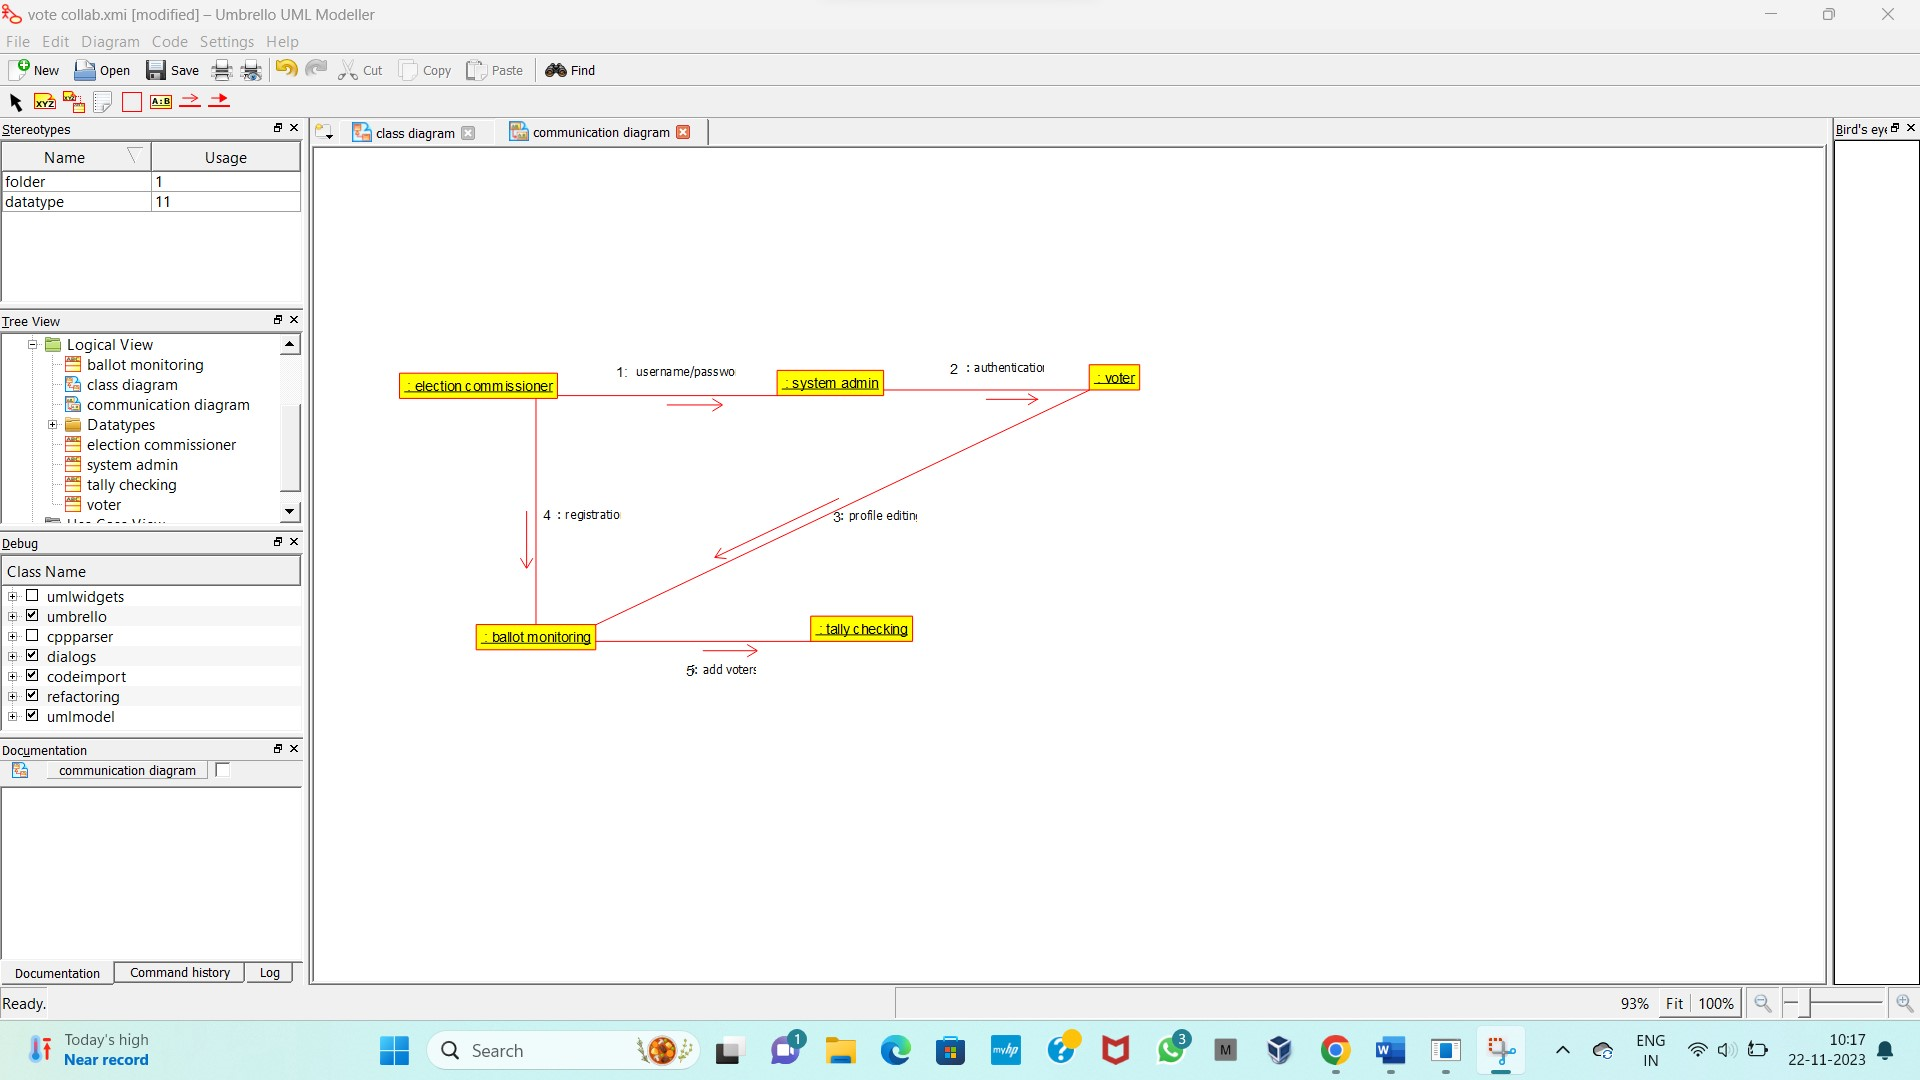 vote collab.xmi [modified] – Umbrello UML Modeller
File Edit Diagram Code Settings Help
New Open Save Cut Copy Paste Find
XYZ A:B
Stereotypes
Name Usage
folder 1
datatype 11
class diagram communication diagram
Bird's eye
Tree View
Logical View
ballot monitoring
class diagram
communication diagram
Datatypes
election commissioner
system admin
tally checking
voter
Debug
Class Name
umlwidgets
umbrello
cppparser
dialogs
codeimport
refactoring
umlmodel
Documentation
communication diagram
Documentation Command history Log
: election commissioner
1: username/passwo
: system admin
2 : authenticatio
: voter
4 : registratio
3: profile editin
: ballot monitoring
: tally checking
5: add voters
Ready.
93% Fit 100%
Today's high
Near record
Search
1
myhp
?
3
M
W
ENG
IN
10:17
22-11-2023